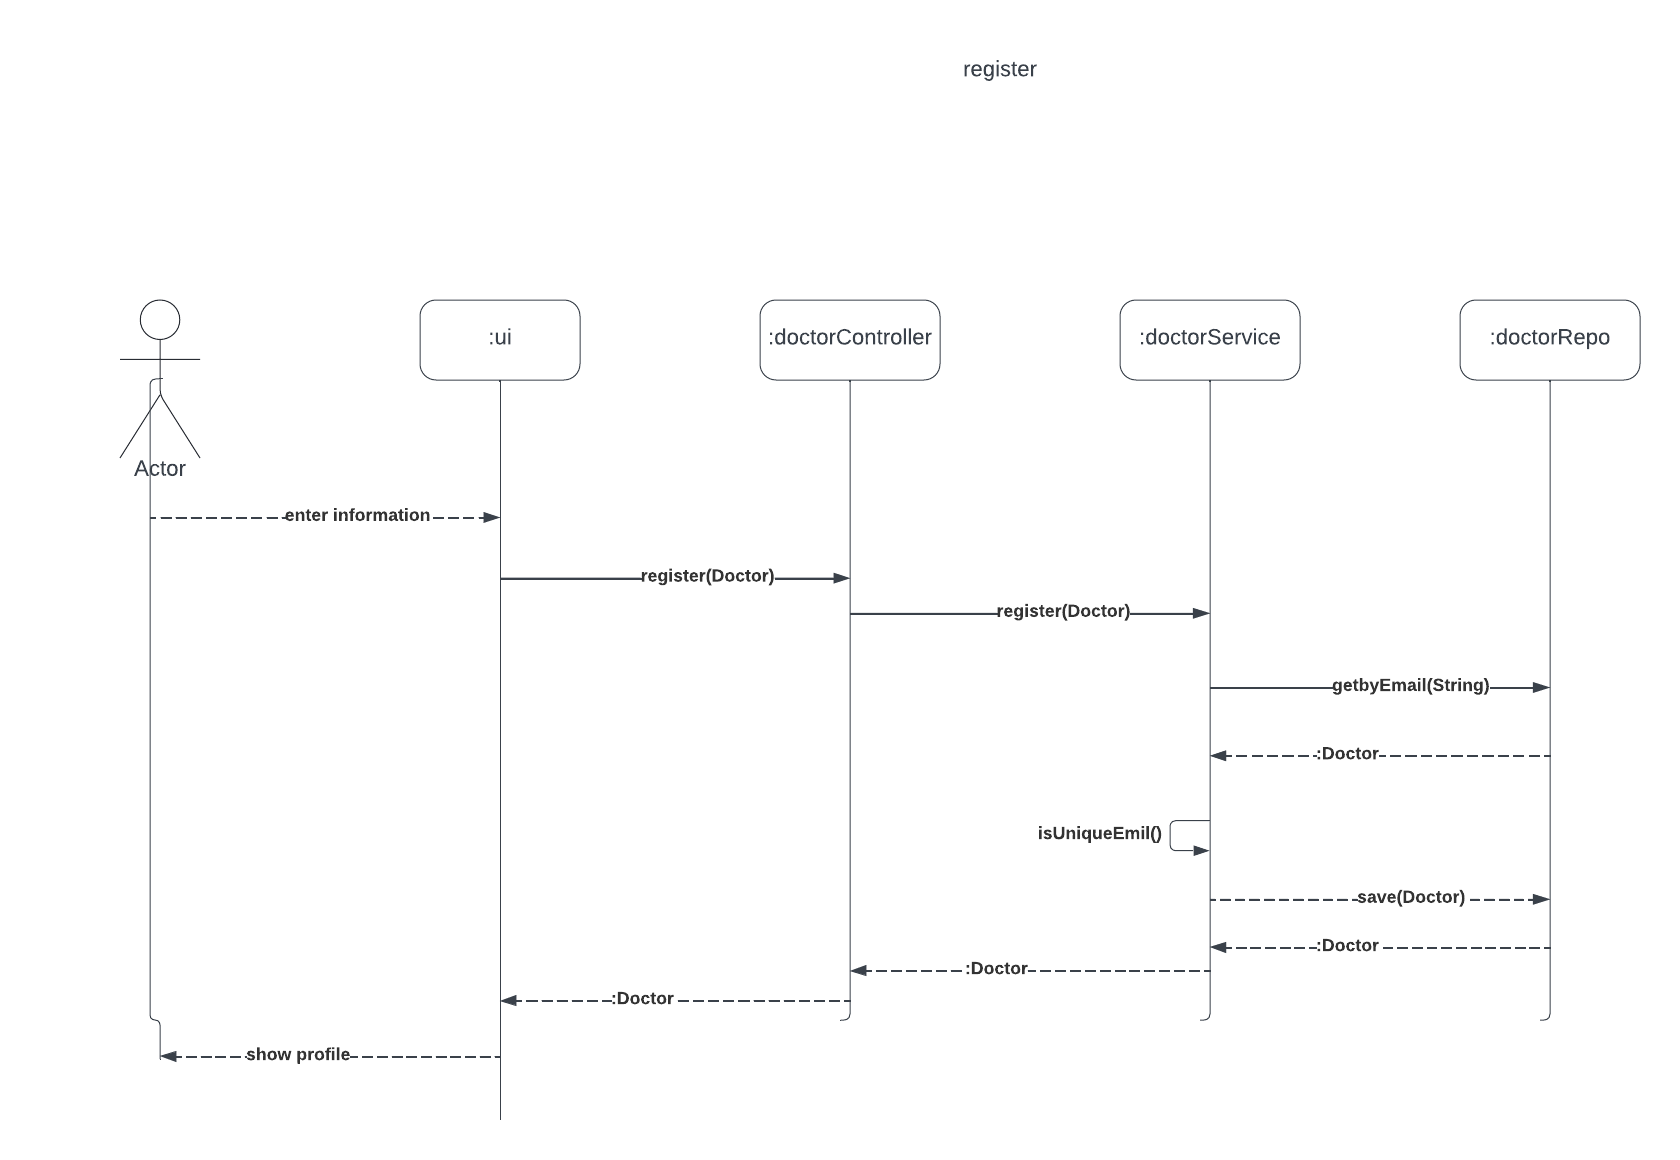 register
:ui
:doctorController
:doctorService
:doctorRepo
Actor
enter information
register(Doctor)
register(Doctor)
getbyEmail(String)
:Doctor
isUniqueEmil()
save(Doctor)
:Doctor
:Doctor
:Doctor
show profile